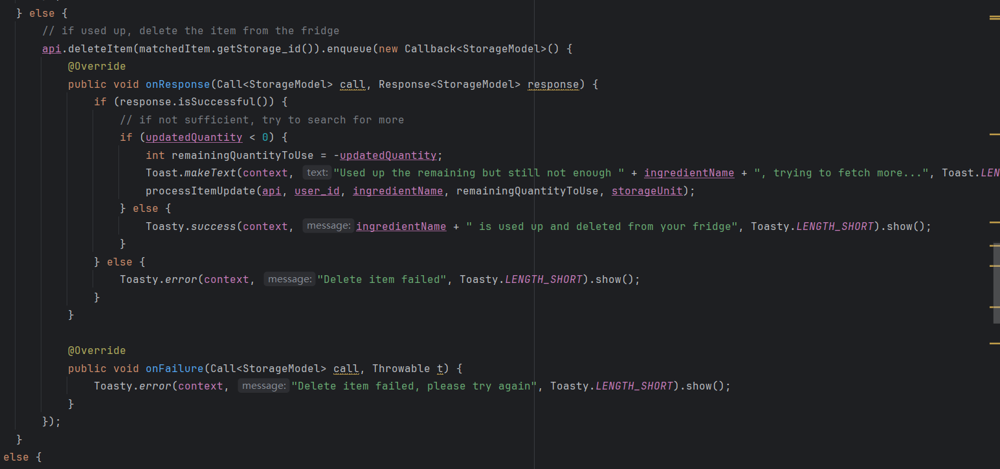 } else {
// if used up, delete the item from the fridge
api.deleteItem(matchedItem.getStorage_id()).enqueue(new Callback<StorageModel>() {
@Override
public void onResponse(Call<StorageModel> call, Response<StorageModel> response) {
if (response.isSuccessful()) {
// if not sufficient, try to search for more
if (updatedQuantity < 0) {
int remainingQuantityToUse = -updatedQuantity;
Toast.makeText(context, text: "Used up the remaining but still not enough " + ingredientName + ", trying to fetch more...", Toast.LEN
processItemUpdate(api, user_id, ingredientName, remainingQuantityToUse, storageUnit);
} else {
Toasty.success(context, message: ingredientName + " is used up and deleted from your fridge", Toasty.LENGTH_SHORT).show();
}
} else {
Toasty.error(context, message: "Delete item failed", Toasty.LENGTH_SHORT).show();
}
}
@Override
public void onFailure(Call<StorageModel> call, Throwable t) {
Toasty.error(context, message: "Delete item failed, please try again", Toasty.LENGTH_SHORT).show();
}
});
}
else {